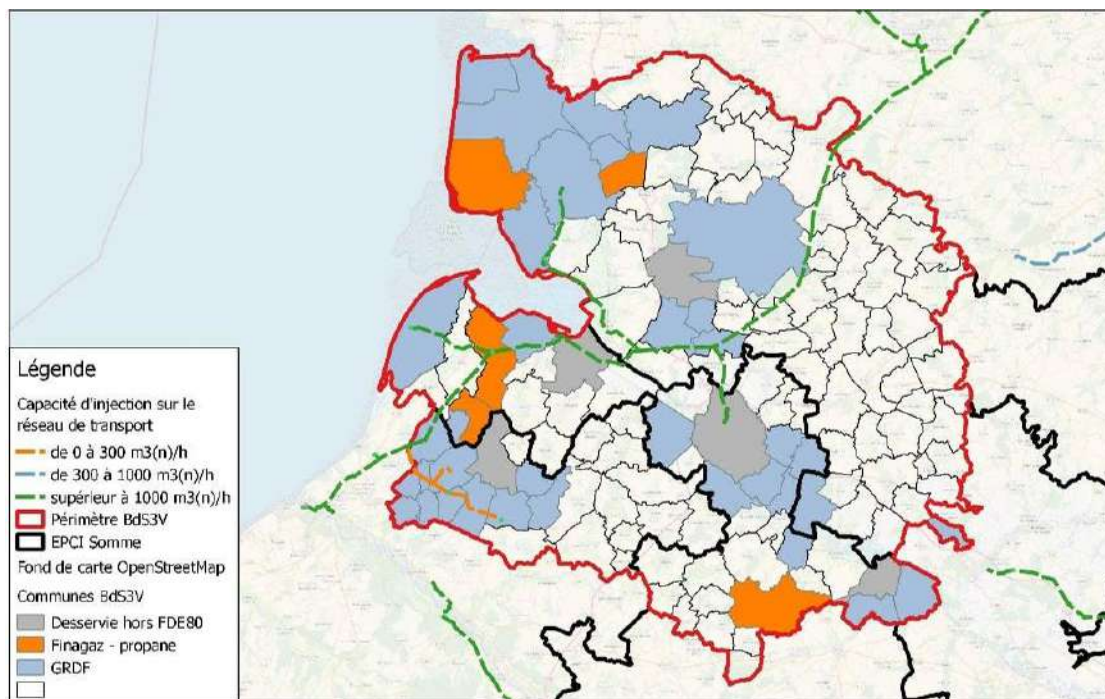 Légende
Capacité d'injection sur le
réseau de transport
de 0 à 300 m3(n)/h
de 300 à 1000 m3(n)/h
supérieur à 1000 m3(n)/h
Périmètre BdS3V
EPCI Somme
Fond de carte OpenStreetMap
Communes BdS3V
Desservie hors FDE80
Finagaz - propane
GRDF